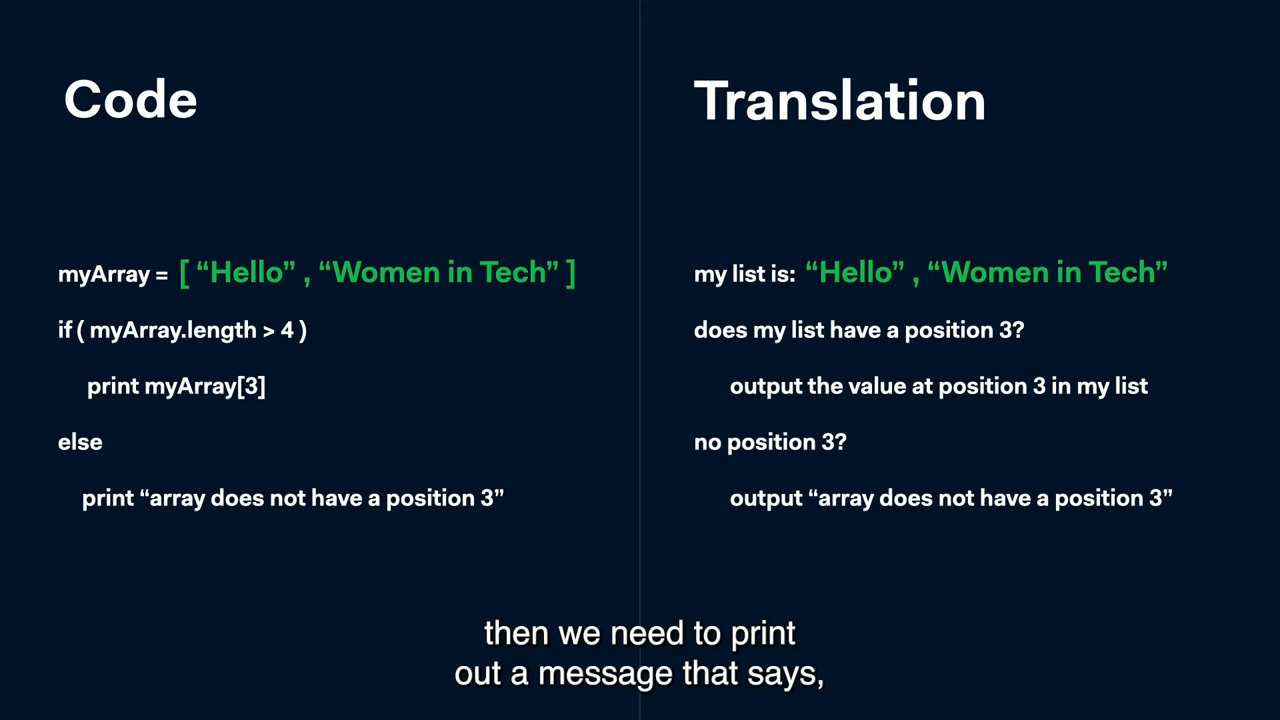 Code
myArray = [ “Hello” , “Women in Tech” ]
if ( myArray.length > 4 )
print myArray[3]
else
print “array does not have a position 3”
Translation
my list is: “Hello” , “Women in Tech”
does my list have a position 3?
output the value at position 3 in my list
no position 3?
output “array does not have a position 3”
then we need to print
out a message that says,